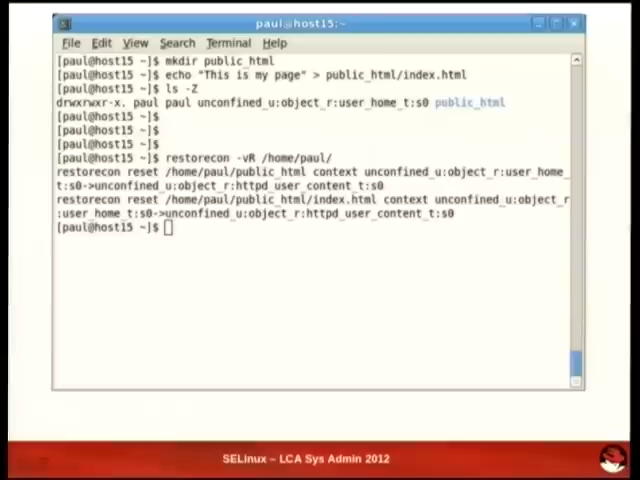 paul@host15:~
File Edit View Search Terminal Help
[paul@host15 ~]$ mkdir public_html
[paul@host15 ~]$ echo "This is my page" > public_html/index.html
[paul@host15 ~]$ ls -Z
drwxrwxr-x. paul paul unconfined_u:object_r:user_home_t:s0 public_html
[paul@host15 ~]$
[paul@host15 ~]$
[paul@host15 ~]$
[paul@host15 ~]$ restorecon -vR /home/paul/
restorecon reset /home/paul/public_html context unconfined_u:object_r:user_home_
t:s0->unconfined_u:object_r:httpd_user_content_t:s0
restorecon reset /home/paul/public_html/index.html context unconfined_u:object_r
:user_home_t:s0->unconfined_u:object_r:httpd_user_content_t:s0
[paul@host15 ~]$
SELinux – LCA Sys Admin 2012